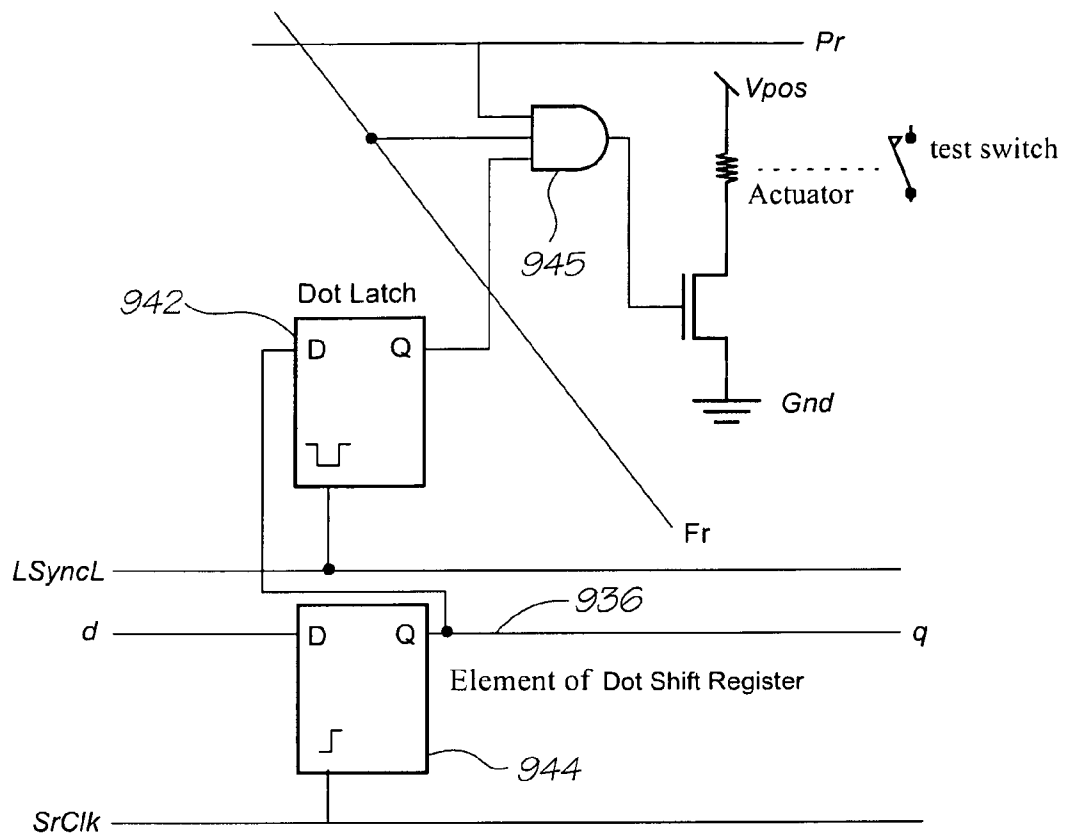 Pr
Vpos
test switch
Actuator
945
942
Dot Latch
D Q
Gnd
Fr
LSyncL
936
d
D Q
q
Element of Dot Shift Register
944
SrClk